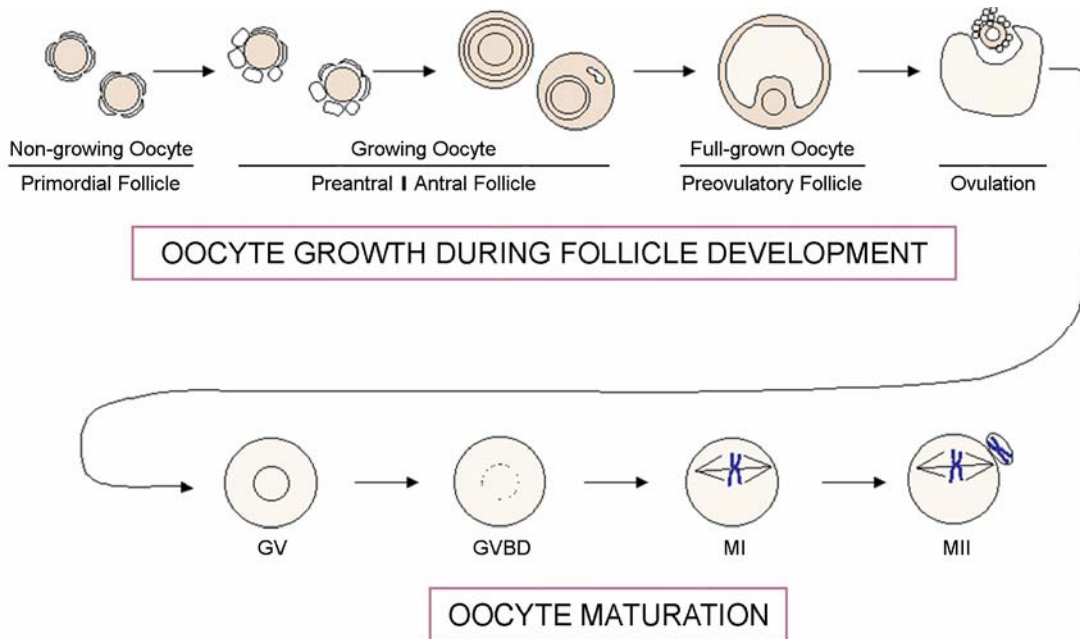 Non-growing Oocyte
Primordial Follicle
Growing Oocyte
Preantral I Antral Follicle
Full-grown Oocyte
Preovulatory Follicle
Ovulation
OOCYTE GROWTH DURING FOLLICLE DEVELOPMENT
GV
GVBD
MI
MII
OOCYTE MATURATION